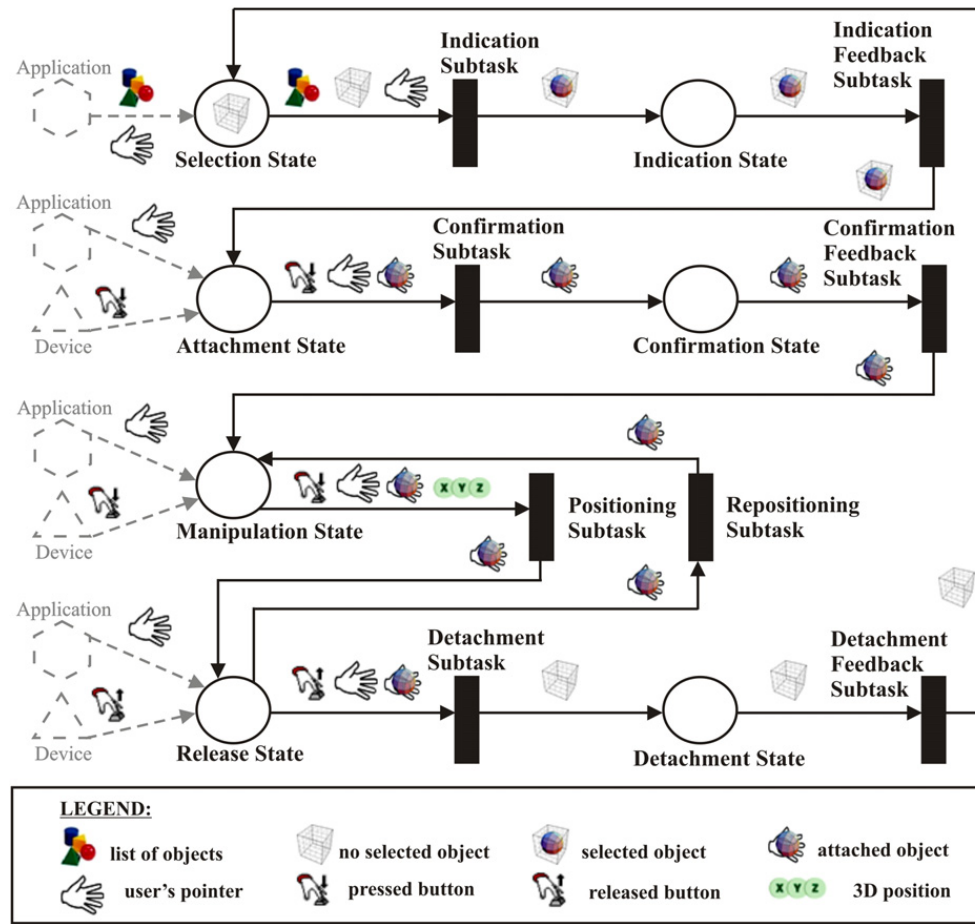 Application
Indication
Subtask
Indication
Feedback
Subtask
Selection State
Indication State
Application
Confirmation
Subtask
Confirmation
Feedback
Subtask
Device
Attachment State
Confirmation State
Application
X Y Z
Positioning
Subtask
Repositioning
Subtask
Manipulation State
Device
Application
Detachment
Subtask
Detachment
Feedback
Subtask
Device
Release State
Detachment State
LEGEND:
list of objects
no selected object
selected object
attached object
user's pointer
pressed button
released button
X Y Z
3D position